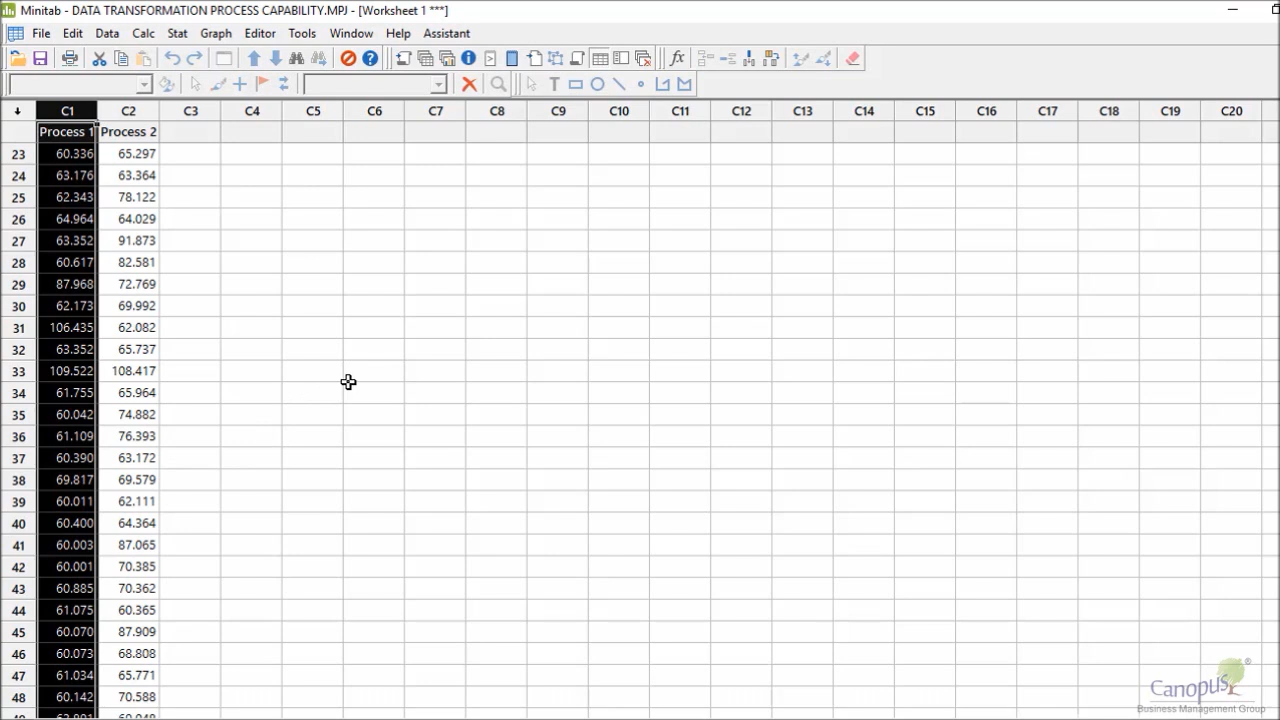 Minitab - DATA TRANSFORMATION PROCESS CAPABILITY.MPJ - [Worksheet 1 ***]
File Edit Data Calc Stat Graph Editor Tools Window Help Assistant
C1 C2 C3 C4 C5 C6 C7 C8 C9 C10 C11 C12 C13 C14 C15 C16 C17 C18 C19 C20
Process 1 Process 2
23 60.336 65.297
24 63.176 63.364
25 62.343 78.122
26 64.964 64.029
27 63.352 91.873
28 60.617 82.581
29 87.968 72.769
30 62.173 69.992
31 106.435 62.082
32 63.352 65.737
33 109.522 108.417
34 61.755 65.964
35 60.042 74.882
36 61.109 76.393
37 60.390 63.172
38 69.817 69.579
39 60.011 62.111
40 60.400 64.364
41 60.003 87.065
42 60.001 70.385
43 60.885 70.362
44 61.075 60.365
45 60.070 87.909
46 60.073 68.808
47 61.034 65.771
48 60.142 70.588
Canopus®
Business Management Group